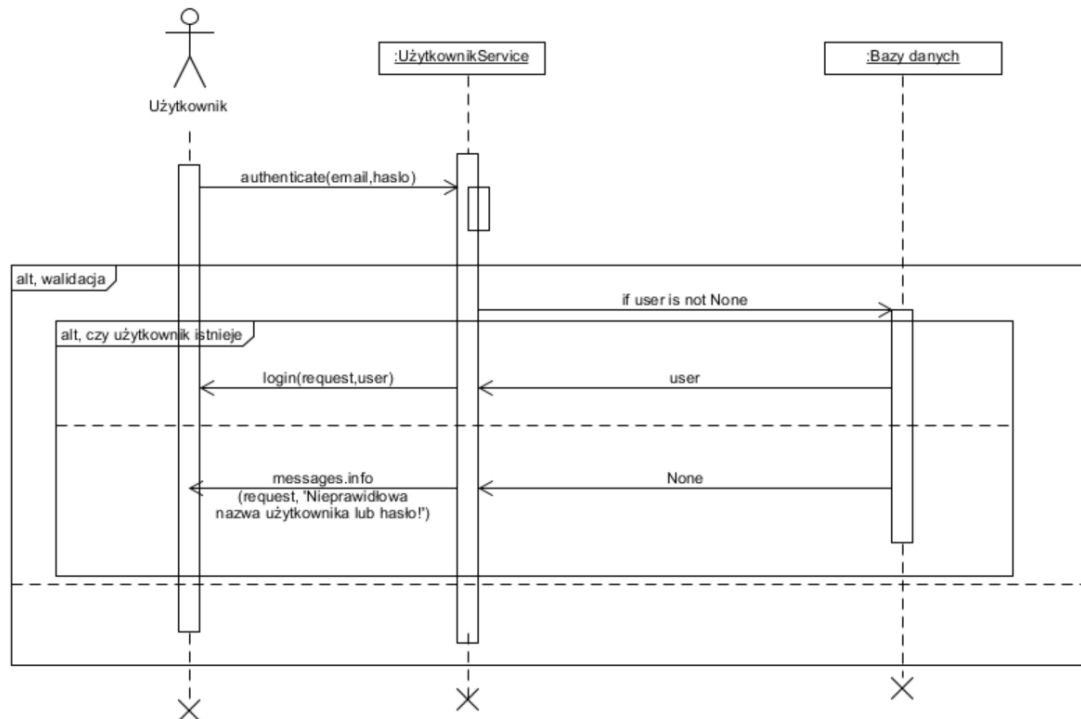 :UżytkownikService
:Bazy danych
Użytkownik
authenticate(email,haslo)
alt, walidacja
if user is not None
alt, czy użytkownik istnieje
login(request,user)
user
messages.info
(request, 'Nieprawidłowa
nazwa użytkownika lub hasło!')
None